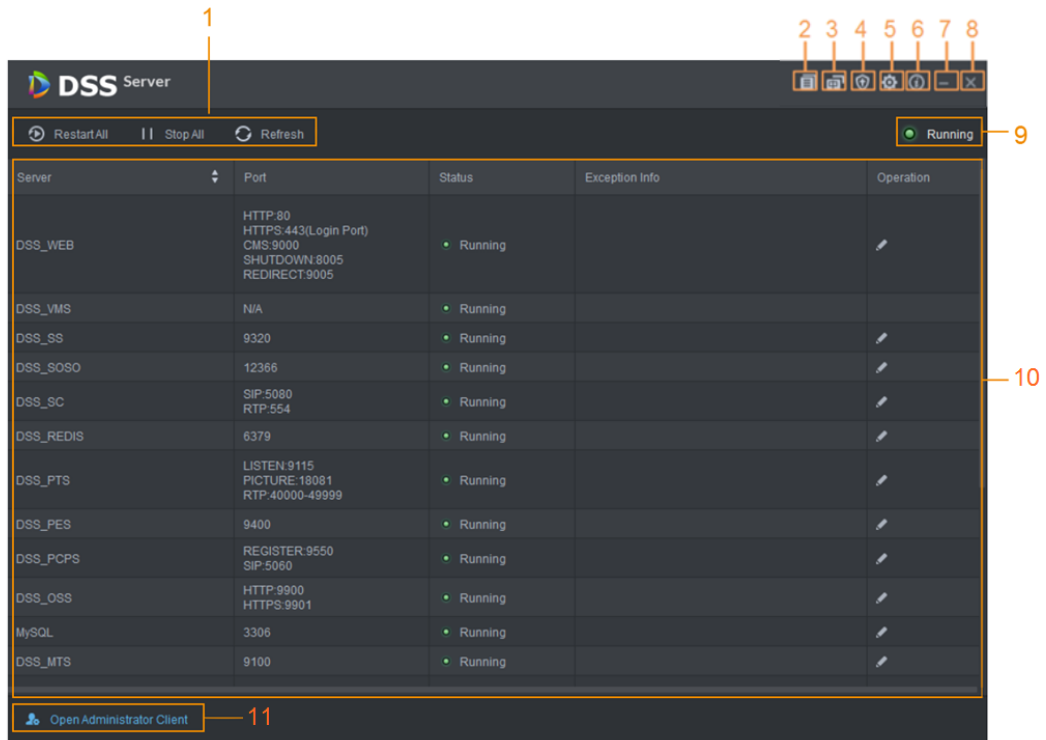 1
2 3 4 5 6 7 8
DSS Server
Restart All Stop All Refresh Running 9
Server Port Status Exception Info Operation
DSS_WEB
HTTP:80
HTTPS:443(Login Port)
CMS:9000
SHUTDOWN:8005
REDIRECT:9005
Running
DSS_VMS N/A Running
DSS_SS 9320 Running
DSS_SOSO 12366 Running
10
DSS_SC
SIP:5080
RTP:554
Running
DSS_REDIS 6379 Running
DSS_PTS
LISTEN:9115
PICTURE:18081
RTP:40000-49999
Running
DSS_PES 9400 Running
DSS_PCPS
REGISTER:9550
SIP:5060
Running
DSS_OSS
HTTP:9900
HTTPS:9901
Running
MySQL 3306 Running
DSS_MTS 9100 Running
Open Administrator Client 11